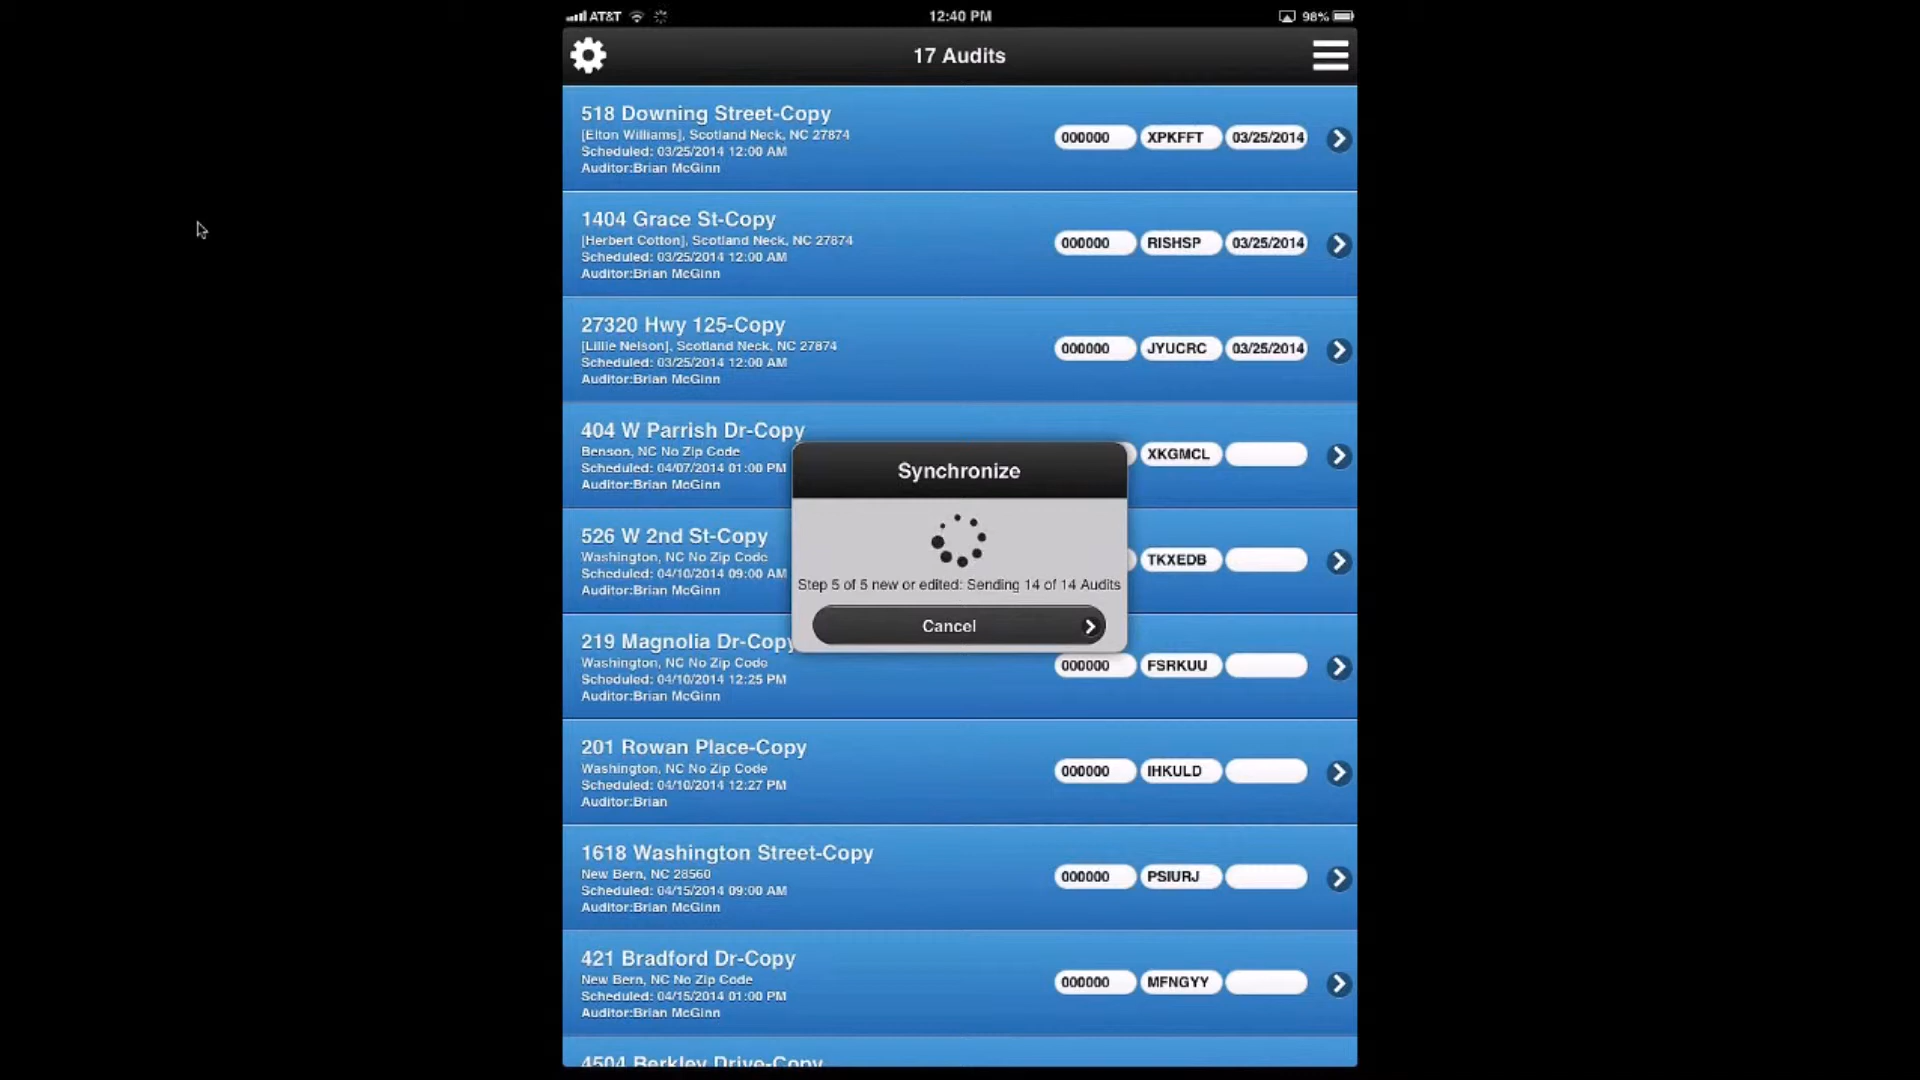 AT&T 12:40 PM 98%
17 Audits
518 Downing Street-Copy
[Elton Williams], Scotland Neck, NC 27874
Scheduled: 03/25/2014 12:00 AM
Auditor:Brian McGinn
000000 XPKFFT 03/25/2014
1404 Grace St-Copy
[Herbert Cotton], Scotland Neck, NC 27874
Scheduled: 03/25/2014 12:00 AM
Auditor:Brian McGinn
000000 RISHSP 03/25/2014
27320 Hwy 125-Copy
[Lillie Nelson], Scotland Neck, NC 27874
Scheduled: 03/25/2014 12:00 AM
Auditor:Brian McGinn
000000 JYUCRC 03/25/2014
404 W Parrish Dr-Copy
Benson, NC No Zip Code
Scheduled: 04/07/2014 01:00 PM
Auditor:Brian McGinn
XKGMCL
Synchronize
Step 5 of 5 new or edited: Sending 14 of 14 Audits
Cancel
526 W 2nd St-Copy
Washington, NC No Zip Code
Scheduled: 04/10/2014 09:00 AM
Auditor:Brian McGinn
TKXEDB
219 Magnolia Dr-Copy
Washington, NC No Zip Code
Scheduled: 04/10/2014 12:25 PM
Auditor:Brian McGinn
000000 FSRKUU
201 Rowan Place-Copy
Washington, NC No Zip Code
Scheduled: 04/10/2014 12:27 PM
Auditor:Brian
000000 IHKULD
1618 Washington Street-Copy
New Bern, NC 28560
Scheduled: 04/15/2014 09:00 AM
Auditor:Brian McGinn
000000 PSIURJ
421 Bradford Dr-Copy
New Bern, NC No Zip Code
Scheduled: 04/15/2014 01:00 PM
Auditor:Brian McGinn
000000 MFNGYY
4504 Berkley Drive-Copy